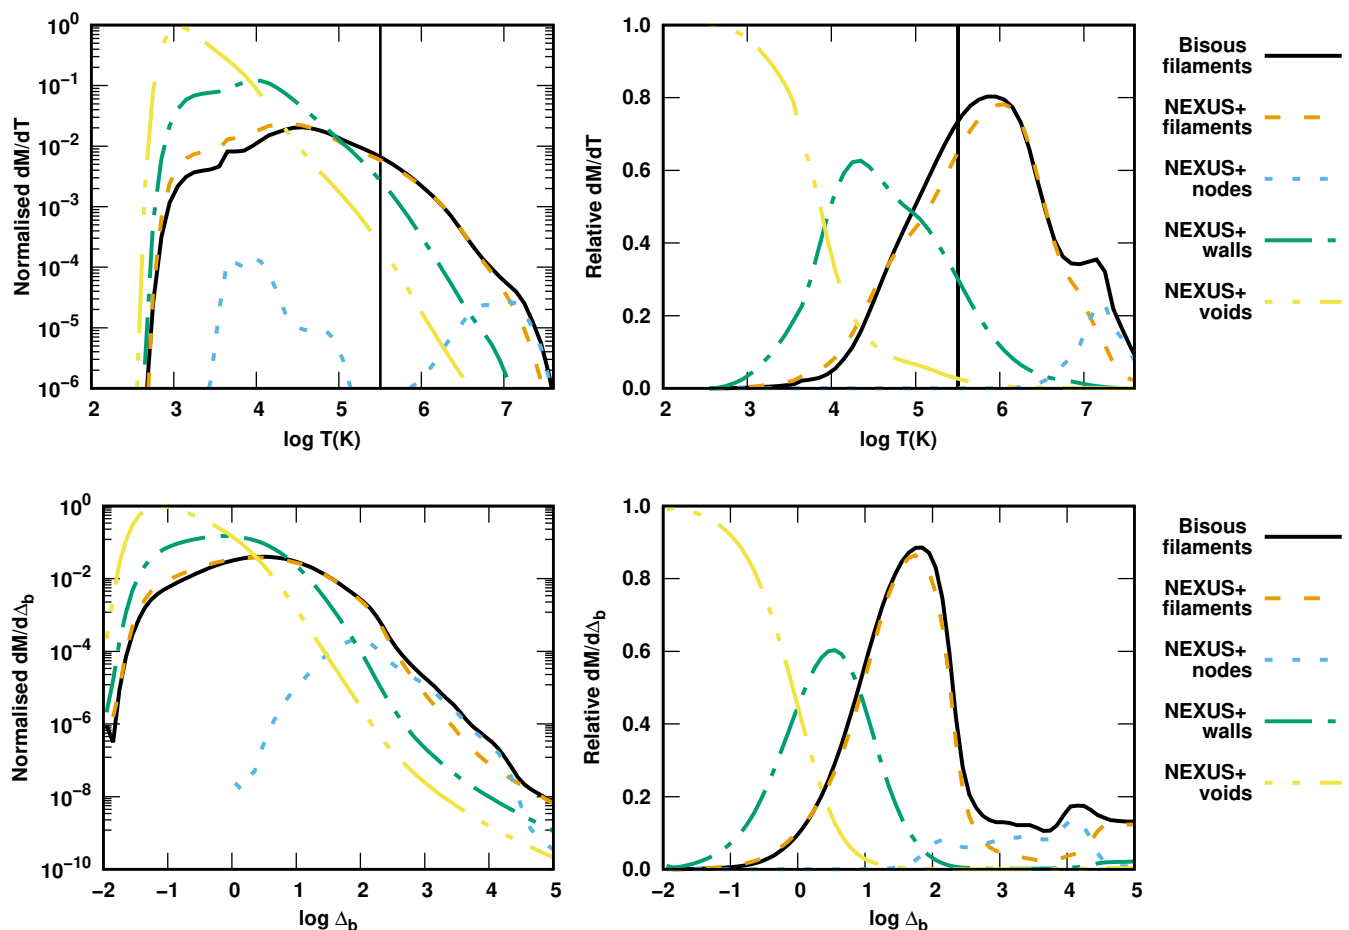 10^0
10^-1
10^-2
10^-3
10^-4
10^-5
10^-6
Normalised dM/dT
2 3 4 5 6 7
log T(K)
1.0
0.8
0.6
0.4
0.2
0.0
Relative dM/dT
2 3 4 5 6 7
log T(K)
Bisous
filaments
NEXUS+
filaments
NEXUS+
nodes
NEXUS+
walls
NEXUS+
voids
10^0
10^-2
10^-4
10^-6
10^-8
10^-10
Normalised dM/dΔ_b
−2 −1 0 1 2 3 4 5
log Δ_b
1.0
0.8
0.6
0.4
0.2
0.0
Relative dM/dΔ_b
−2 −1 0 1 2 3 4 5
log Δ_b
Bisous
filaments
NEXUS+
filaments
NEXUS+
nodes
NEXUS+
walls
NEXUS+
voids